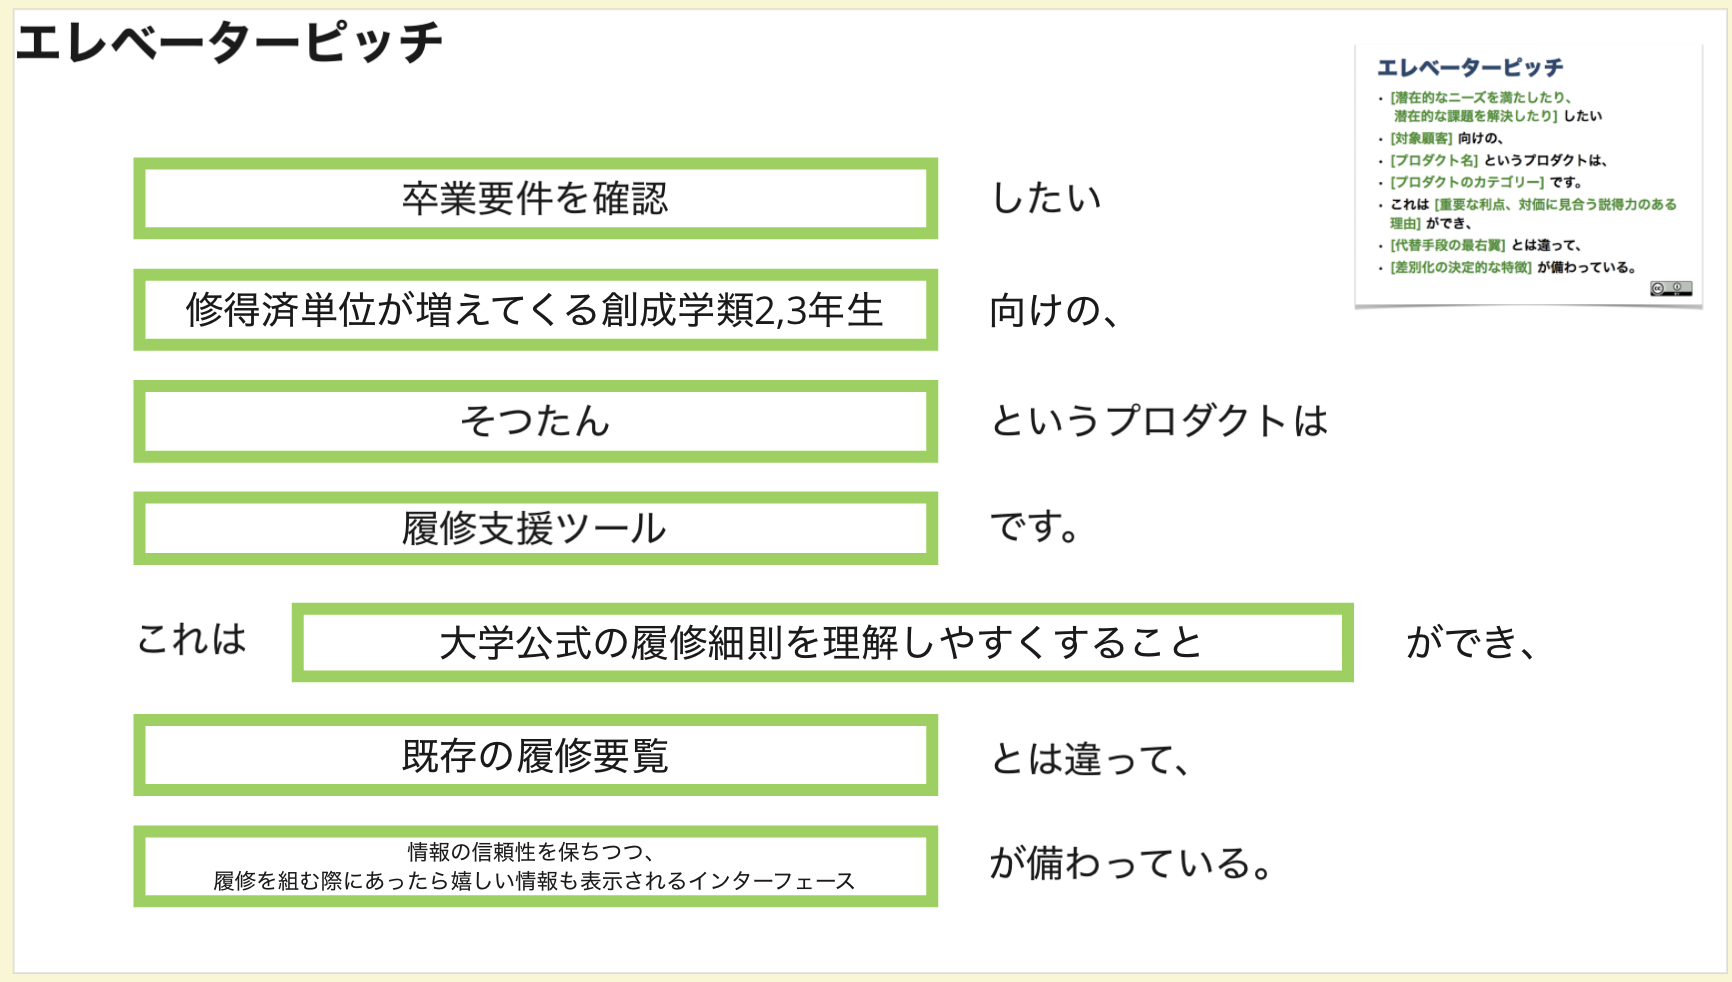 エレベーターピッチ
卒業要件を確認 したい
修得済単位が増えてくる創成学類2,3年生 向けの、
そつたん というプロダクトは
履修支援ツール です。
これは 大学公式の履修細則を理解しやすくすること ができ、
既存の履修要覧 とは違って、
情報の信頼性を保ちつつ、
履修を組む際にあったら嬉しい情報も表示されるインターフェース
が備わっている。
エレベーターピッチ
・[潜在的なニーズを満たしたり、
潜在的な課題を解決したり] したい
・[対象顧客] 向けの、
・[プロダクト名] というプロダクトは、
・[プロダクトのカテゴリー] です。
・これは [重要な利点、対価に見合う説得力のある
理由] ができ、
・[代替手段の最右翼] とは違って、
・[差別化の決定的な特徴] が備わっている。